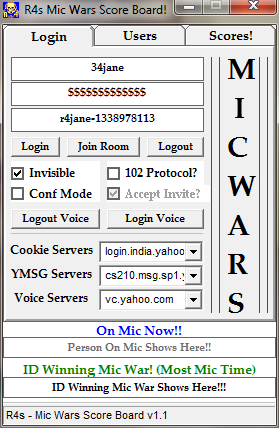 R4s Mic Wars Score Board!
Login Users Scores!
34jane
$$$$$$$$$$$$$
r4jane-1338978113
Login Join Room Logout
Invisible 102 Protocol?
Conf Mode Accept Invite?
Logout Voice Login Voice
Cookie Servers login.india.yahoo
YMSG Servers cs210.msg.sp1.y
Voice Servers vc.yahoo.com
M
I
C
W
A
R
S
On Mic Now!!
Person On Mic Shows Here!!
ID Winning Mic War! (Most Mic Time)
ID Winning Mic War Shows Here!!!
R4s - Mic Wars Score Board v1.1